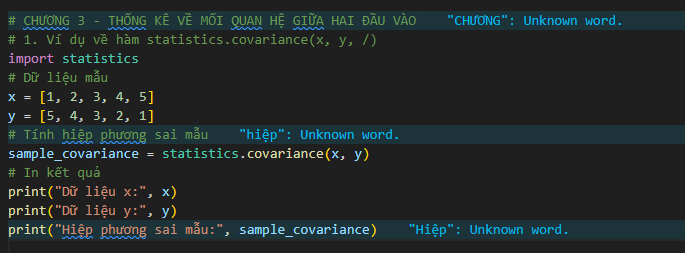 # CHƯƠNG 3 - THỐNG KÊ VỀ MỐI QUAN HỆ GIỮA HAI ĐẦU VÀO "CHƯƠNG": Unknown word.
# 1. Ví dụ về hàm statistics.covariance(x, y, /)
import statistics
# Dữ liệu mẫu
x = [1, 2, 3, 4, 5]
y = [5, 4, 3, 2, 1]
# Tính hiệp phương sai mẫu "hiệp": Unknown word.
sample_covariance = statistics.covariance(x, y)
# In kết quả
print("Dữ liệu x:", x)
print("Dữ liệu y:", y)
print("Hiệp phương sai mẫu:", sample_covariance) "Hiệp": Unknown word.